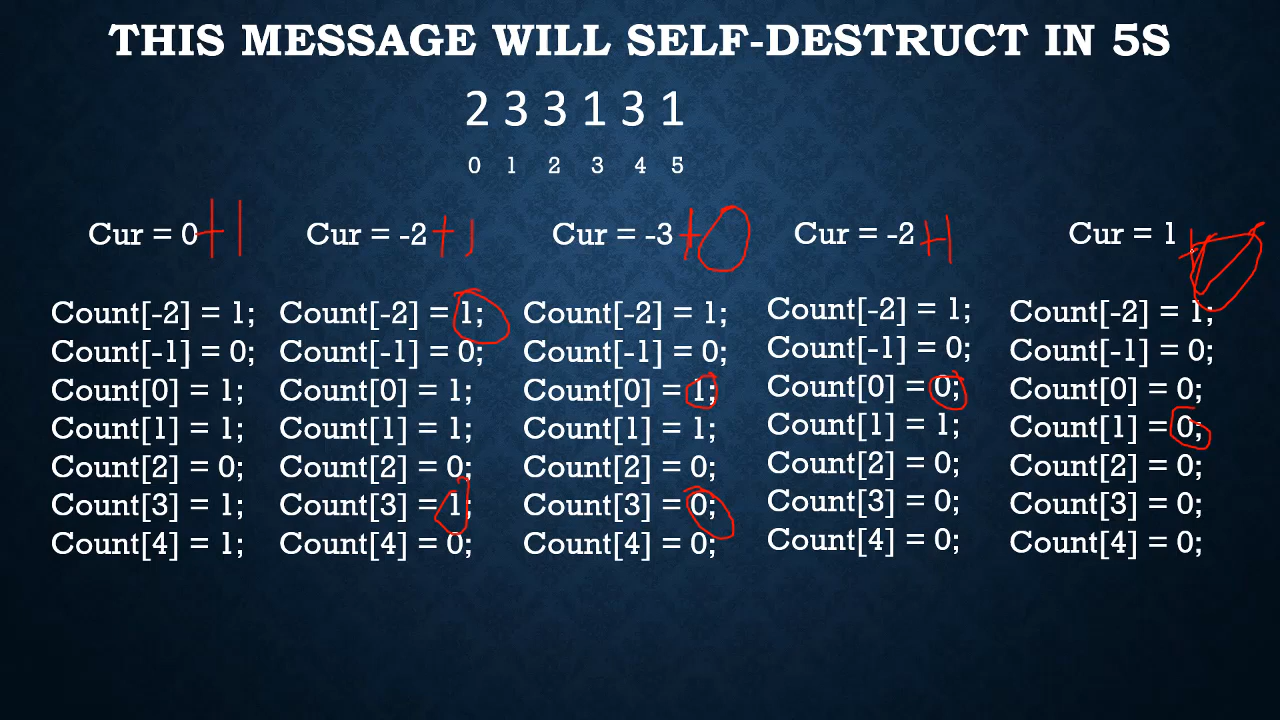 THIS MESSAGE WILL SELF-DESTRUCT IN 5S
2 3 3 1 3 1
0 1 2 3 4 5
Cur = 0 +1
Count[-2] = 1;
Count[-1] = 0;
Count[0] = 1;
Count[1] = 1;
Count[2] = 0;
Count[3] = 1;
Count[4] = 1;
Cur = -2 +1
Count[-2] = 1;
Count[-1] = 0;
Count[0] = 1;
Count[1] = 1;
Count[2] = 0;
Count[3] = 1;
Count[4] = 0;
Cur = -3 +0
Count[-2] = 1;
Count[-1] = 0;
Count[0] = 1;
Count[1] = 1;
Count[2] = 0;
Count[3] = 0;
Count[4] = 0;
Cur = -2 +1
Count[-2] = 1;
Count[-1] = 0;
Count[0] = 0;
Count[1] = 1;
Count[2] = 0;
Count[3] = 0;
Count[4] = 0;
Cur = 1 +
Count[-2] = 1;
Count[-1] = 0;
Count[0] = 0;
Count[1] = 0;
Count[2] = 0;
Count[3] = 0;
Count[4] = 0;